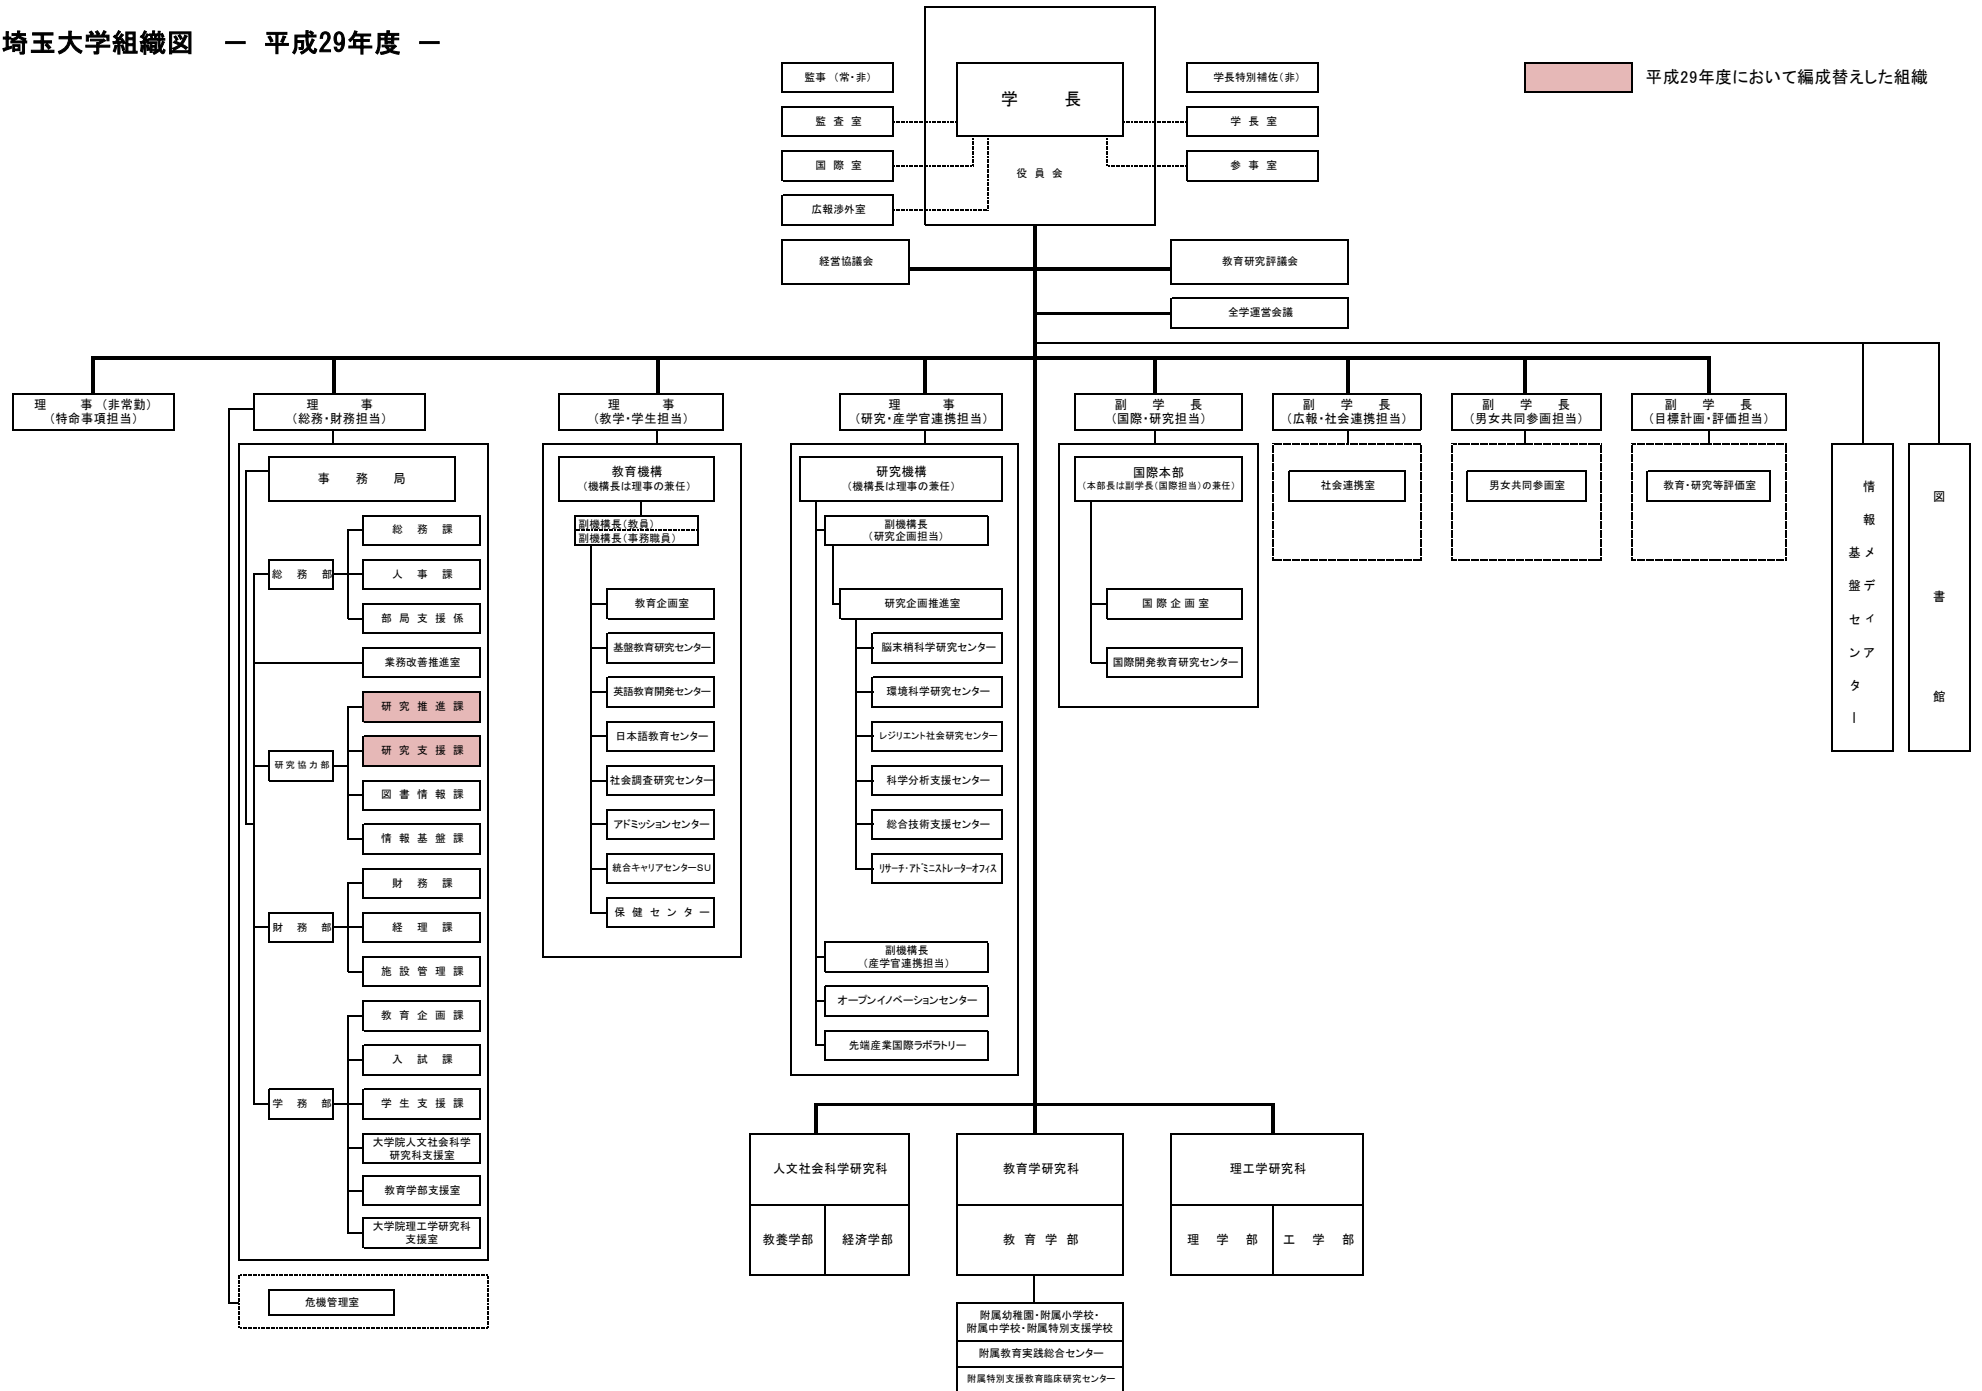 埼玉大学組織図　－　平成29年度　－
平成29年度において編成替えした組織
監事（常・非）
監査室
国際室
広報渉外室
学長
役員会
学長特別補佐（非）
学長室
参事室
経営協議会
教育研究評議会
全学運営会議
理事（非常勤）
（特命事項担当）
理事
（総務・財務担当）
理事
（教学・学生担当）
理事
（研究・産学官連携担当）
副学長
（国際・研究担当）
副学長
（広報・社会連携担当）
副学長
（男女共同参画担当）
副学長
（目標計画・評価担当）
事務局
総務部
総務課
人事課
部局支援係
業務改善推進室
研究協力部
研究推進課
研究支援課
図書情報課
情報基盤課
財務部
財務課
経理課
施設管理課
学務部
教育企画課
入試課
学生支援課
大学院人文社会科学
研究科支援室
教育学部支援室
大学院理工学研究科
支援室
危機管理室
教育機構
（機構長は理事の兼任）
副機構長（教員）
副機構長（事務職員）
教育企画室
基盤教育研究センター
英語教育開発センター
日本語教育センター
社会調査研究センター
アドミッションセンター
統合キャリアセンターSU
保健センター
研究機構
（機構長は理事の兼任）
副機構長
（研究企画担当）
研究企画推進室
脳末梢科学研究センター
環境科学研究センター
レジリエント社会研究センター
科学分析支援センター
総合技術支援センター
リサーチ・アドミニストレーターオフィス
副機構長
（産学官連携担当）
オープンイノベーションセンター
先端産業国際ラボラトリー
国際本部
（本部長は副学長（国際担当）の兼任）
国際企画室
国際開発教育研究センター
社会連携室
男女共同参画室
教育・研究等評価室
情報メディア
基盤センター
図書館
人文社会科学研究科
教養学部
経済学部
教育学研究科
教育学部
附属幼稚園・附属小学校・
附属中学校・附属特別支援学校
附属教育実践総合センター
附属特別支援教育臨床研究センター
理工学研究科
理学部
工学部